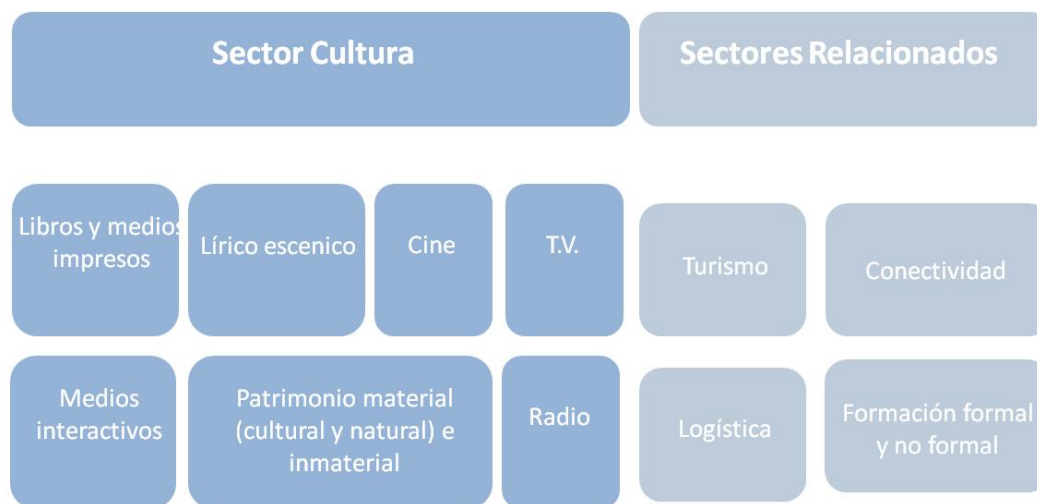 Sector Cultura
Sectores Relacionados
Libros y medios
impresos
Lírico escenico
Cine
T.V.
Turismo
Conectividad
Medios
interactivos
Patrimonio material
(cultural y natural) e
inmaterial
Radio
Logística
Formación formal
y no formal